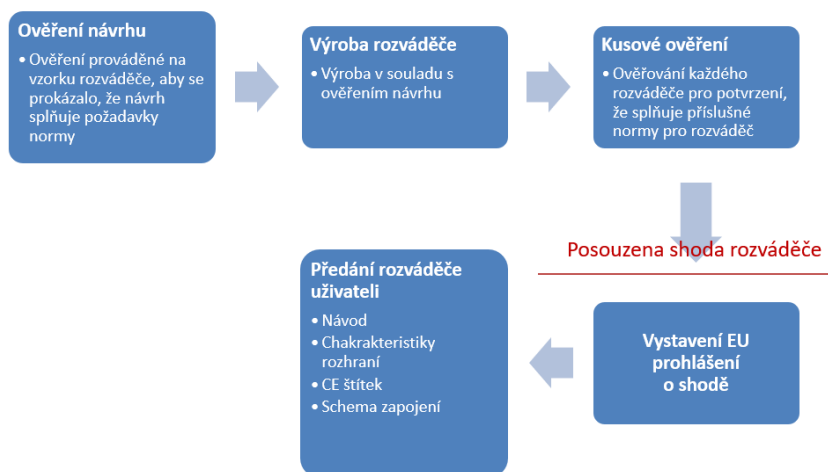 Ověření návrhu
• Ověření prováděné na
vzorku rozváděče, aby se
prokázalo, že návrh
splňuje požadavky
normy
Výroba rozváděče
• Výroba v souladu s
ověřením návrhu
Kusové ověření
• Ověřování každého
rozváděče pro potvrzení,
že splňuje příslušné
normy pro rozváděč
Posouzena shoda rozváděče
Vystavení EU
prohlášení
o shodě
Předání rozváděče
uživateli
• Návod
• Chakrakteristiky
rozhraní
• CE štítek
• Schema zapojení